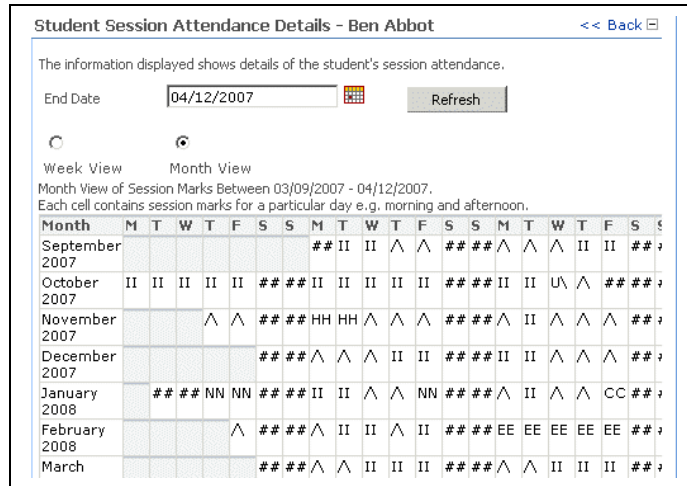 Student Session Attendance Details - Ben Abbot << Back
The information displayed shows details of the student's session attendance.
End Date 04/12/2007 Refresh
Week View Month View
Month View of Session Marks Between 03/09/2007 - 04/12/2007.
Each cell contains session marks for a particular day e.g. morning and afternoon.
Month M T W T F S S M T W T F S S M T W T F S S
September ## II II /\ /\ ## ## /\ /\ /\ II II ##
2007
October II II II II II ## ## II II II II II ## ## II II U\ /\ ## ##
2007
November /\ /\ ## ## HH HH /\ /\ /\ ## ## /\ II /\ /\ /\ ##
2007
December ## ## /\ /\ /\ II II ## ## II II /\ /\ /\ ##
2007
January ## ## NN NN ## ## II II /\ /\ NN ## ## /\ II /\ /\ CC ##
2008
February /\ ## ## /\ II II /\ II ## ## EE EE EE EE EE ##
2008
March ## ## /\ /\ II II II ## ## /\ /\ II II II ##